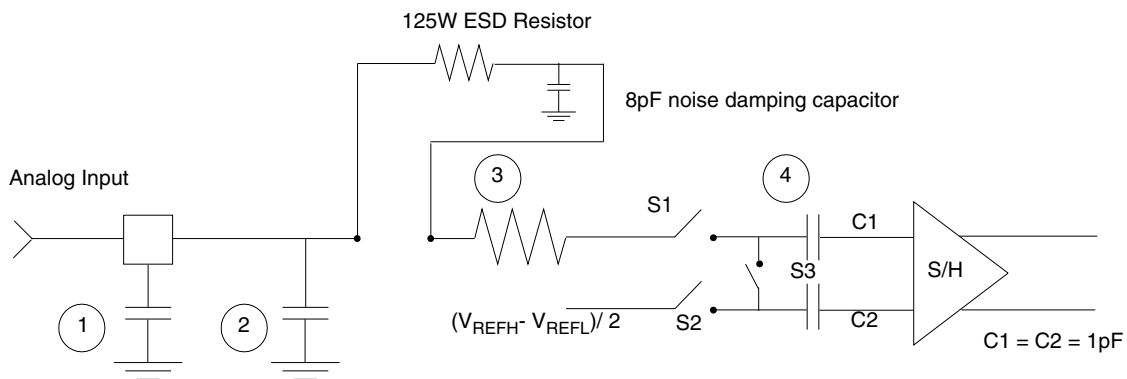 125W ESD Resistor
8pF noise damping capacitor
Analog Input
3
4
S1
C1
S/H
S3
1
2
(VREFH- VREFL)/ 2
S2
C2
C1 = C2 = 1pF